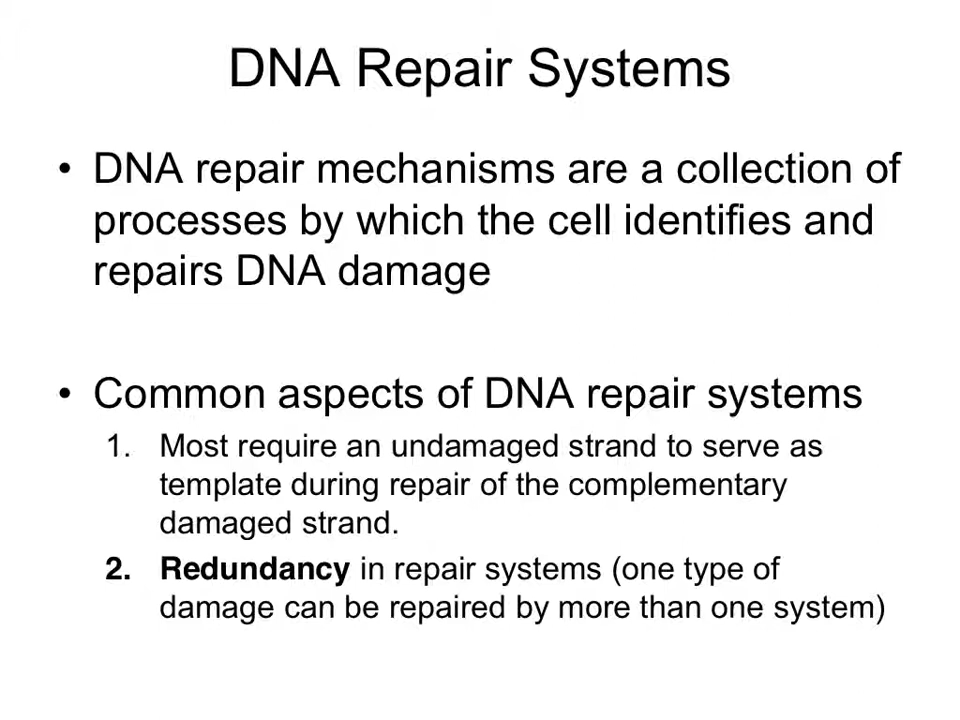 DNA Repair Systems
• DNA repair mechanisms are a collection of
processes by which the cell identifies and
repairs DNA damage
• Common aspects of DNA repair systems
1. Most require an undamaged strand to serve as
template during repair of the complementary
damaged strand.
2. Redundancy in repair systems (one type of
damage can be repaired by more than one system)